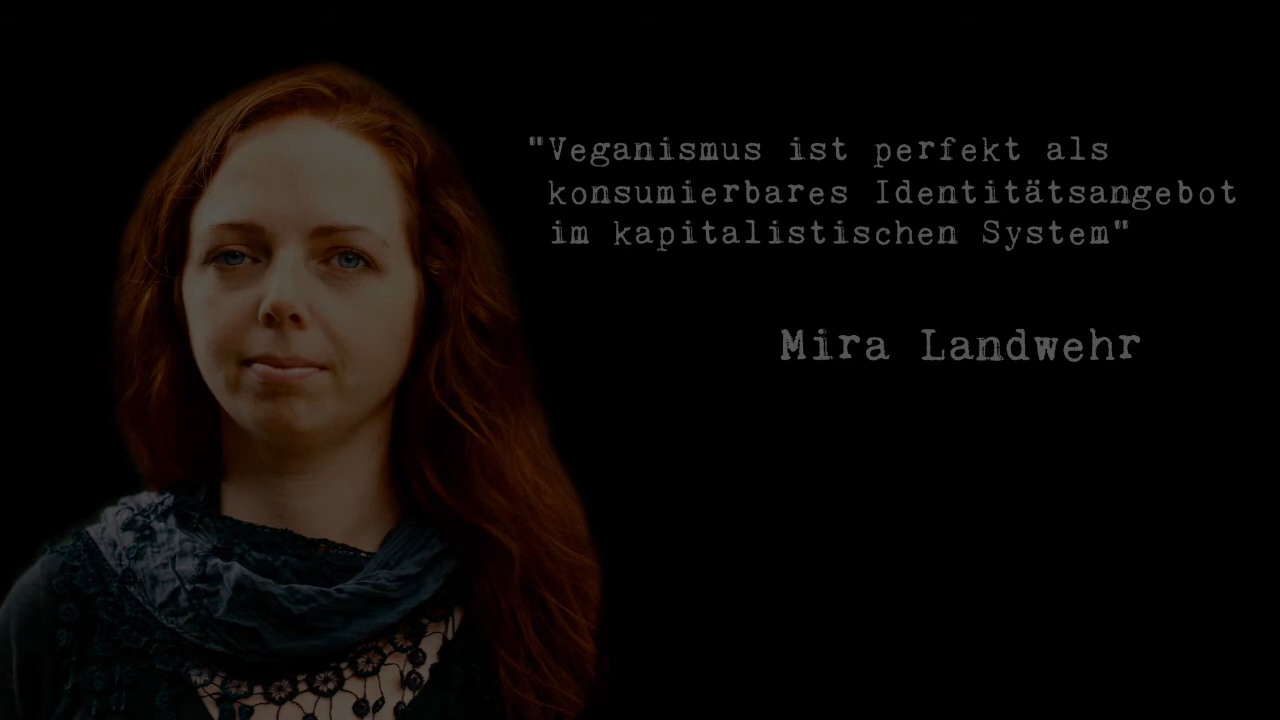 "Veganismus ist perfekt als
konsumierbares Identitätsangebot
im kapitalistischen System"
Mira Landwehr